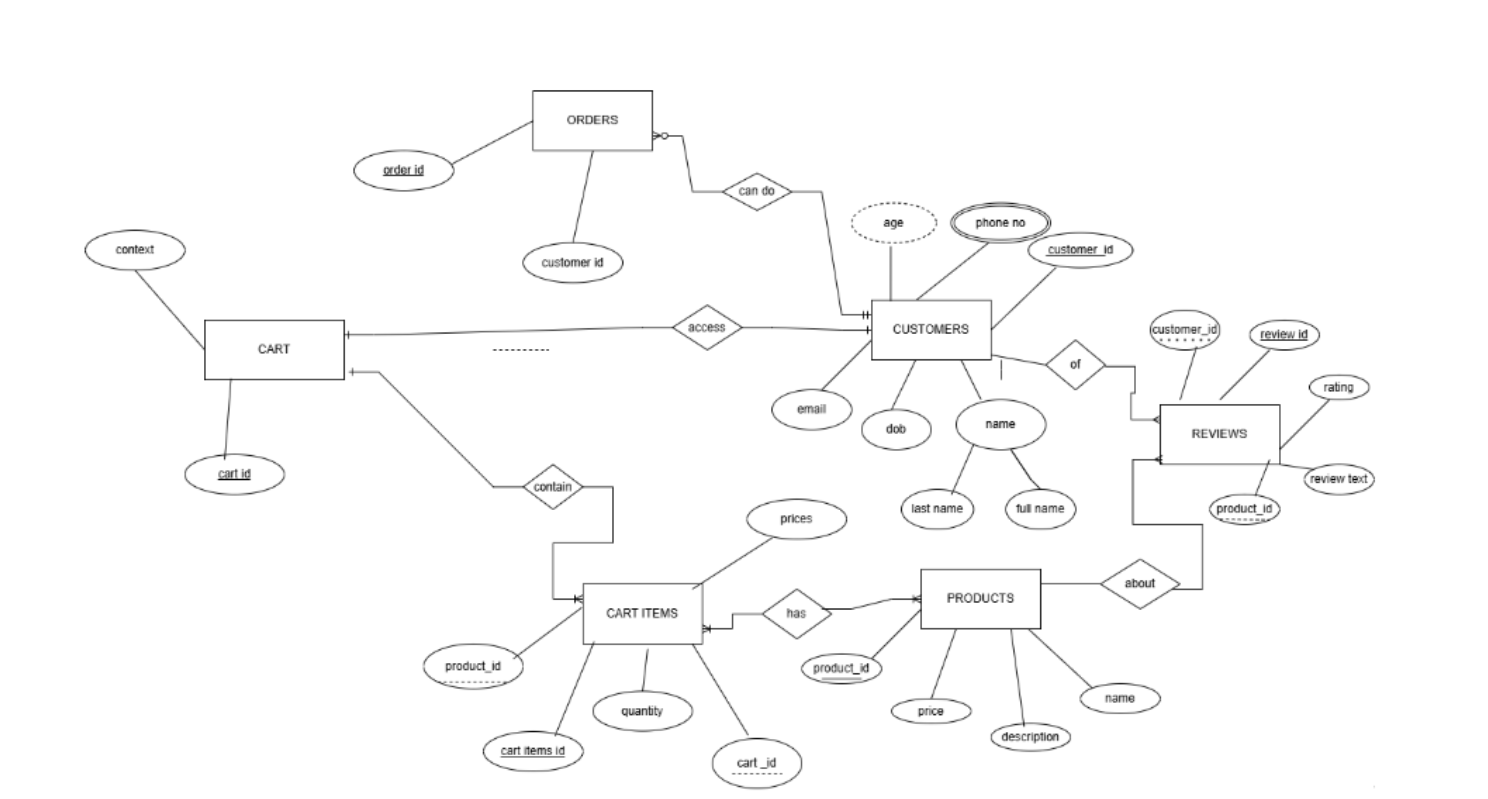 ORDERS
order id
can do
age
phone no
customer id
customer_id
context
CART
access
CUSTOMERS
customer_id
review id
of
rating
email
dob
name
REVIEWS
cart id
contain
last name
full name
review text
product_id
prices
CART ITEMS
has
PRODUCTS
about
product_id
product_id
quantity
price
name
description
cart items id
cart _id